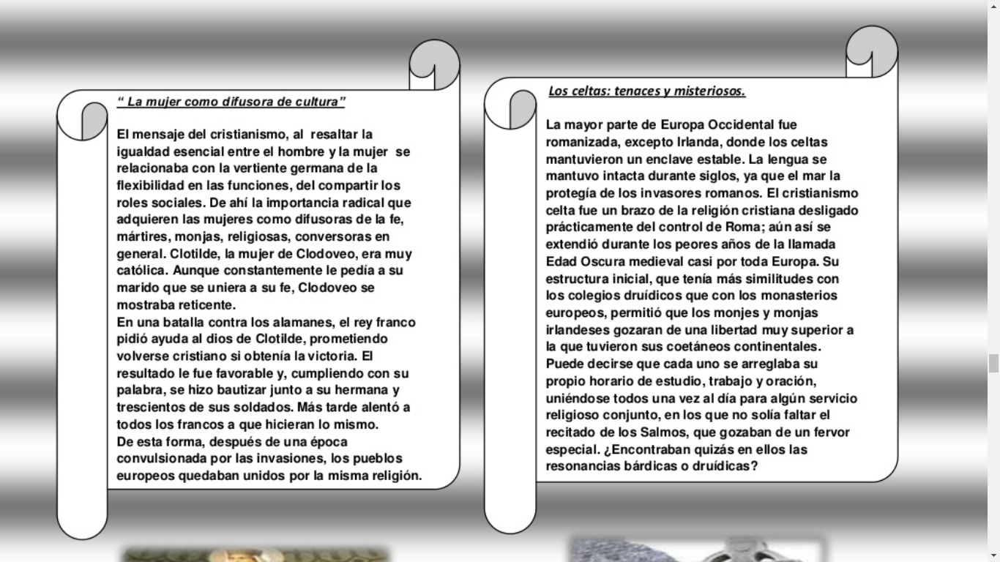 “ La mujer como difusora de cultura”
El mensaje del cristianismo, al resaltar la
igualdad esencial entre el hombre y la mujer se
relacionaba con la vertiente germana de la
flexibilidad en las funciones, del compartir los
roles sociales. De ahí la importancia radical que
adquieren las mujeres como difusoras de la fe,
mártires, monjas, religiosas, conversoras en
general. Clotilde, la mujer de Clodoveo, era muy
católica. Aunque constantemente le pedía a su
marido que se uniera a su fe, Clodoveo se
mostraba reticente.
En una batalla contra los alamanes, el rey franco
pidió ayuda al dios de Clotilde, prometiendo
volverse cristiano si obtenía la victoria. El
resultado le fue favorable y, cumpliendo con su
palabra, se hizo bautizar junto a su hermana y
trescientos de sus soldados. Más tarde alentó a
todos los francos a que hicieran lo mismo.
De esta forma, después de una época
convulsionada por las invasiones, los pueblos
europeos quedaban unidos por la misma religión.
Los celtas: tenaces y misteriosos.
La mayor parte de Europa Occidental fue
romanizada, excepto Irlanda, donde los celtas
mantuvieron un enclave estable. La lengua se
mantuvo intacta durante siglos, ya que el mar la
protegía de los invasores romanos. El cristianismo
celta fue un brazo de la religión cristiana desligado
prácticamente del control de Roma; aún así se
extendió durante los peores años de la llamada
Edad Oscura medieval casi por toda Europa. Su
estructura inicial, que tenía más similitudes con
los colegios druídicos que con los monasterios
europeos, permitió que los monjes y monjas
irlandeses gozaran de una libertad muy superior a
la que tuvieron sus coetáneos continentales.
Puede decirse que cada uno se arreglaba su
propio horario de estudio, trabajo y oración,
uniéndose todos una vez al día para algún servicio
religioso conjunto, en los que no solía faltar el
recitado de los Salmos, que gozaban de un fervor
especial. ¿Encontraban quizás en ellos las
resonancias bárdicas o druídicas?